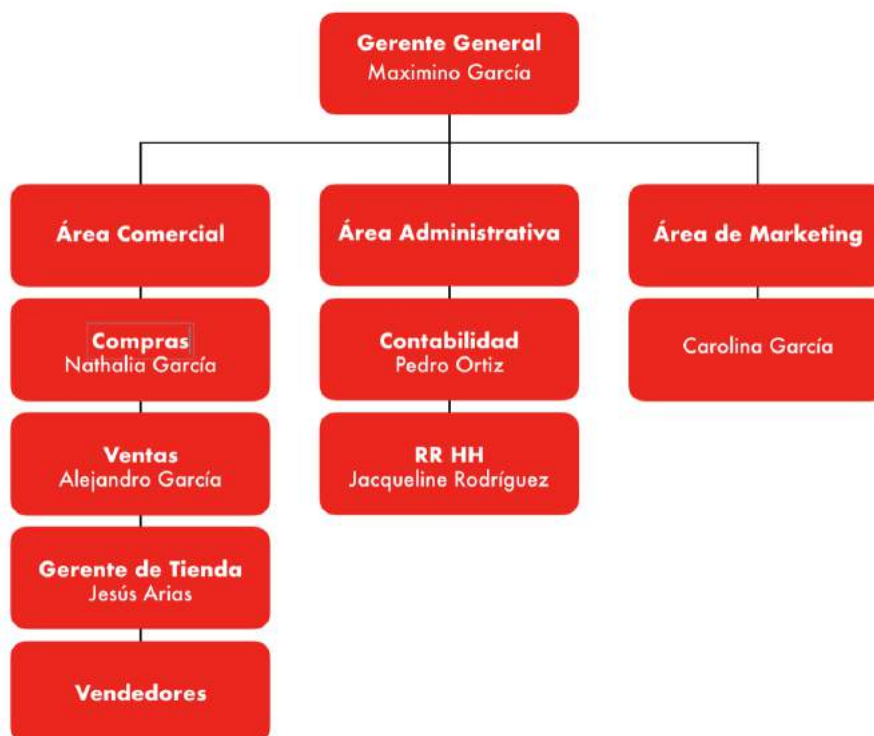 Gerente General
Maximino García
Área Comercial
Área Administrativa
Área de Marketing
Compras
Nathalia García
Contabilidad
Pedro Ortiz
Carolina García
Ventas
Alejandro García
RR HH
Jacqueline Rodríguez
Gerente de Tienda
Jesús Arias
Vendedores